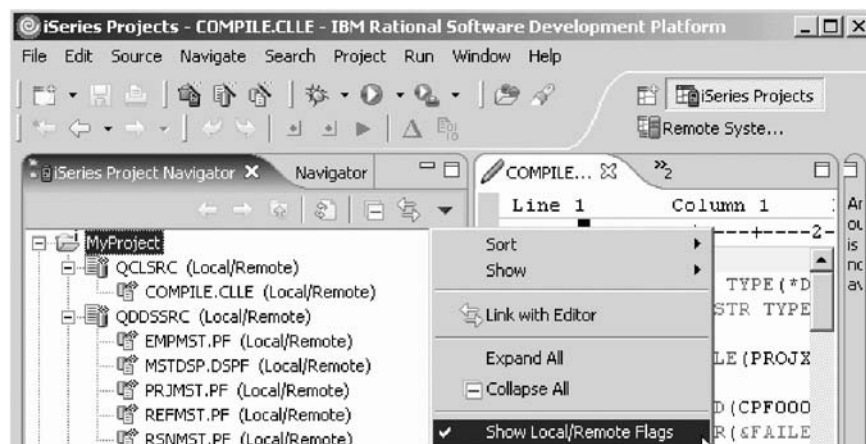 iSeries Projects - COMPILE.CLLE - IBM Rational Software Development Platform
File Edit Source Navigate Search Project Run Window Help
iSeries Projects
Remote Syste...
iSeries Project Navigator
Navigator
COMPILE...
»2
Line 1 Column 1
----+----2-
MyProject
QCLSRC (Local/Remote)
COMPILE.CLLE (Local/Remote)
QDDSSRC (Local/Remote)
EMPMST.PF (Local/Remote)
MSTDSP.DSPF (Local/Remote)
PRJMST.PF (Local/Remote)
REFMST.PF (Local/Remote)
RSNMST.PF (Local/Remote)
Sort
Show
Link with Editor
Expand All
Collapse All
Show Local/Remote Flags
TYPE(*D
STR TYPE
LE(PROJX
D(CPF000
R(&FAILE
Ar
is